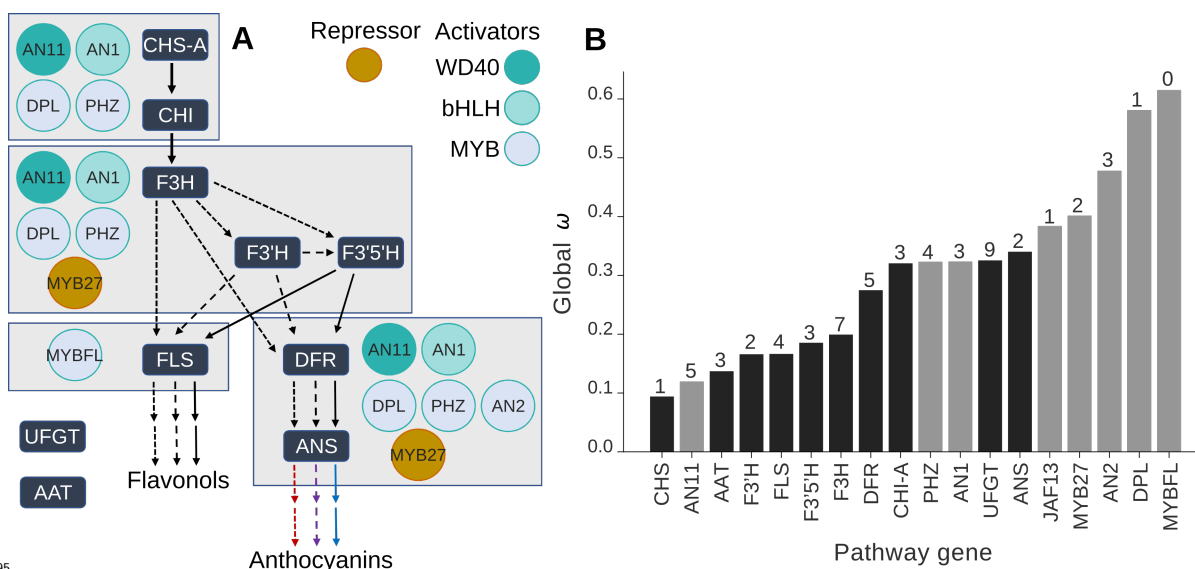 A
AN11 AN1 CHS-A
DPL PHZ CHI
Repressor
Activators
WD40
bHLH
MYB
AN11 AN1 F3H
DPL PHZ
F3'H F3'5'H
MYB27
MYBFL FLS
DFR AN11 AN1
DPL PHZ AN2
ANS MYB27
UFGT
AAT
Flavonols
Anthocyanins
95
B
Global ω
0.6
0.5
0.4
0.3
0.2
0.1
0.0
1 5 3 2 4 3 7 5 3 4 3 9 2 1 2 3 1 0
CHS AN11 AAT F3'H FLS F3'5'H F3H DFR CHI-A PHZ AN1 UFGT ANS JAF13 MYB27 AN2 DPL MYBFL
Pathway gene